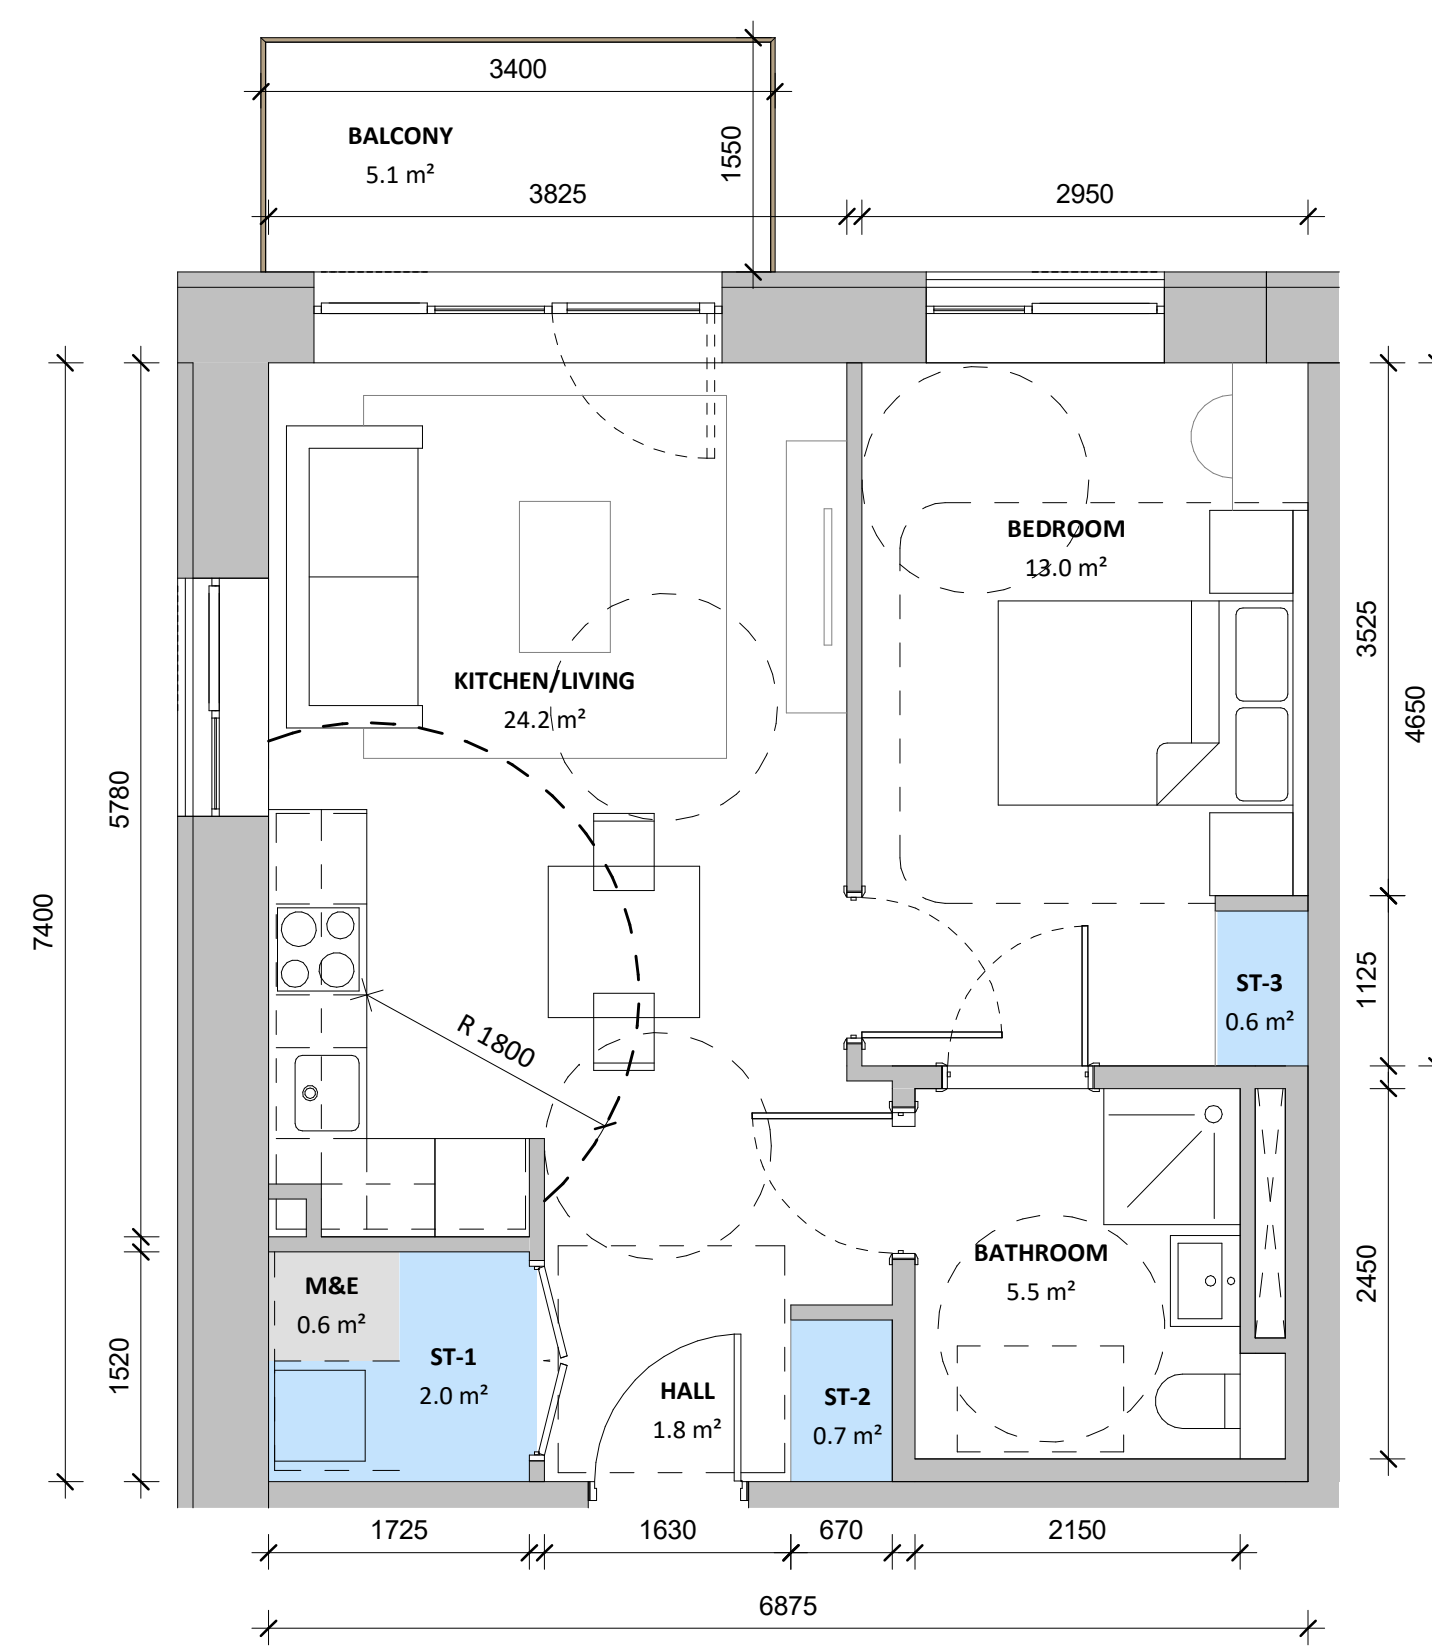 3400
BALCONY
5.1 m²
1550
3825
2950
BEDROOM
13.0 m²
3525
KITCHEN/LIVING
24.2 m²
4650
5780
7400
R 1800
ST-3
0.6 m²
1125
BATHROOM
5.5 m²
2450
M&E
0.6 m²
ST-1
2.0 m²
1520
HALL
1.8 m²
ST-2
0.7 m²
1725
1630
670
2150
6875